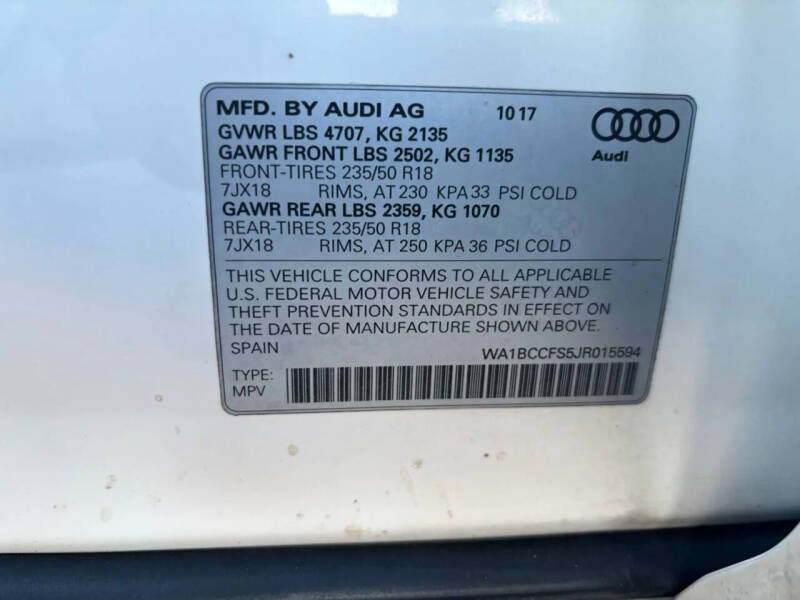 MFD. BY AUDI AG 10 17
GVWR LBS 4707, KG 2135
GAWR FRONT LBS 2502, KG 1135
FRONT-TIRES 235/50 R18
7JX18 RIMS, AT 230 KPA 33 PSI COLD
GAWR REAR LBS 2359, KG 1070
REAR-TIRES 235/50 R18
7JX18 RIMS, AT 250 KPA 36 PSI COLD
Audi
THIS VEHICLE CONFORMS TO ALL APPLICABLE
U.S. FEDERAL MOTOR VEHICLE SAFETY AND
THEFT PREVENTION STANDARDS IN EFFECT ON
THE DATE OF MANUFACTURE SHOWN ABOVE.
SPAIN WA1BCCFS5JR015594
TYPE:
MPV